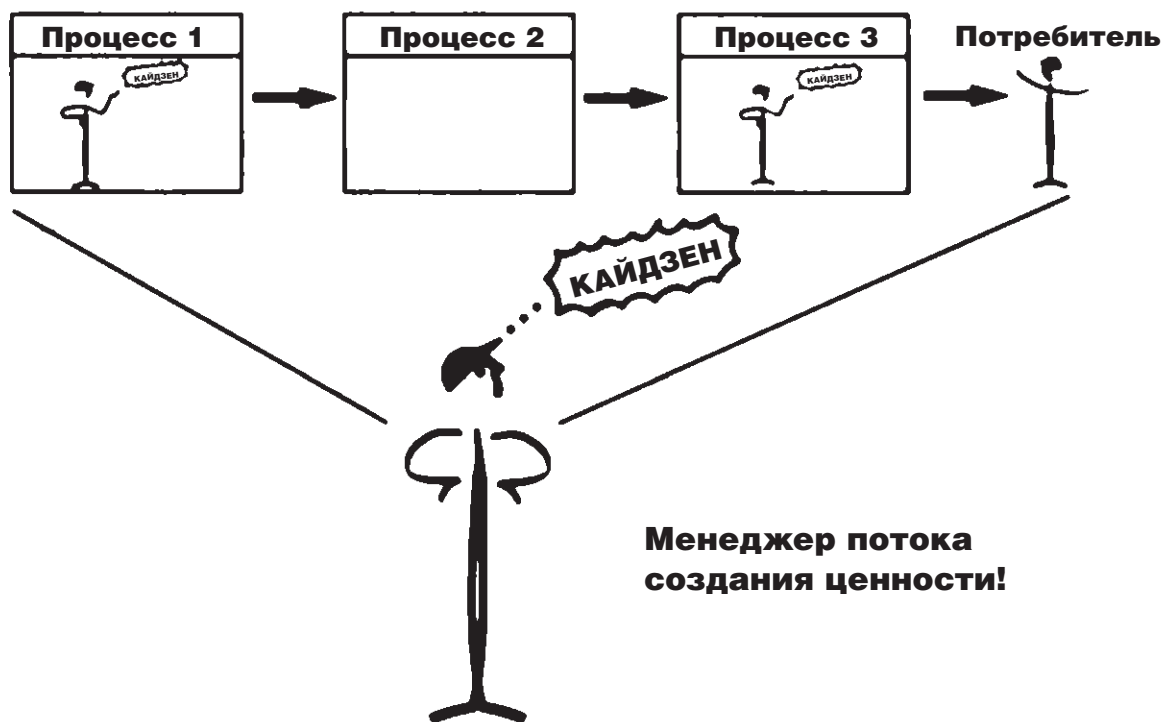 Процесс 1
Процесс 2
Процесс 3
Потребитель
КАЙДЗЕН
КАЙДЗЕН
КАЙДЗЕН
Менеджер потока
создания ценности!